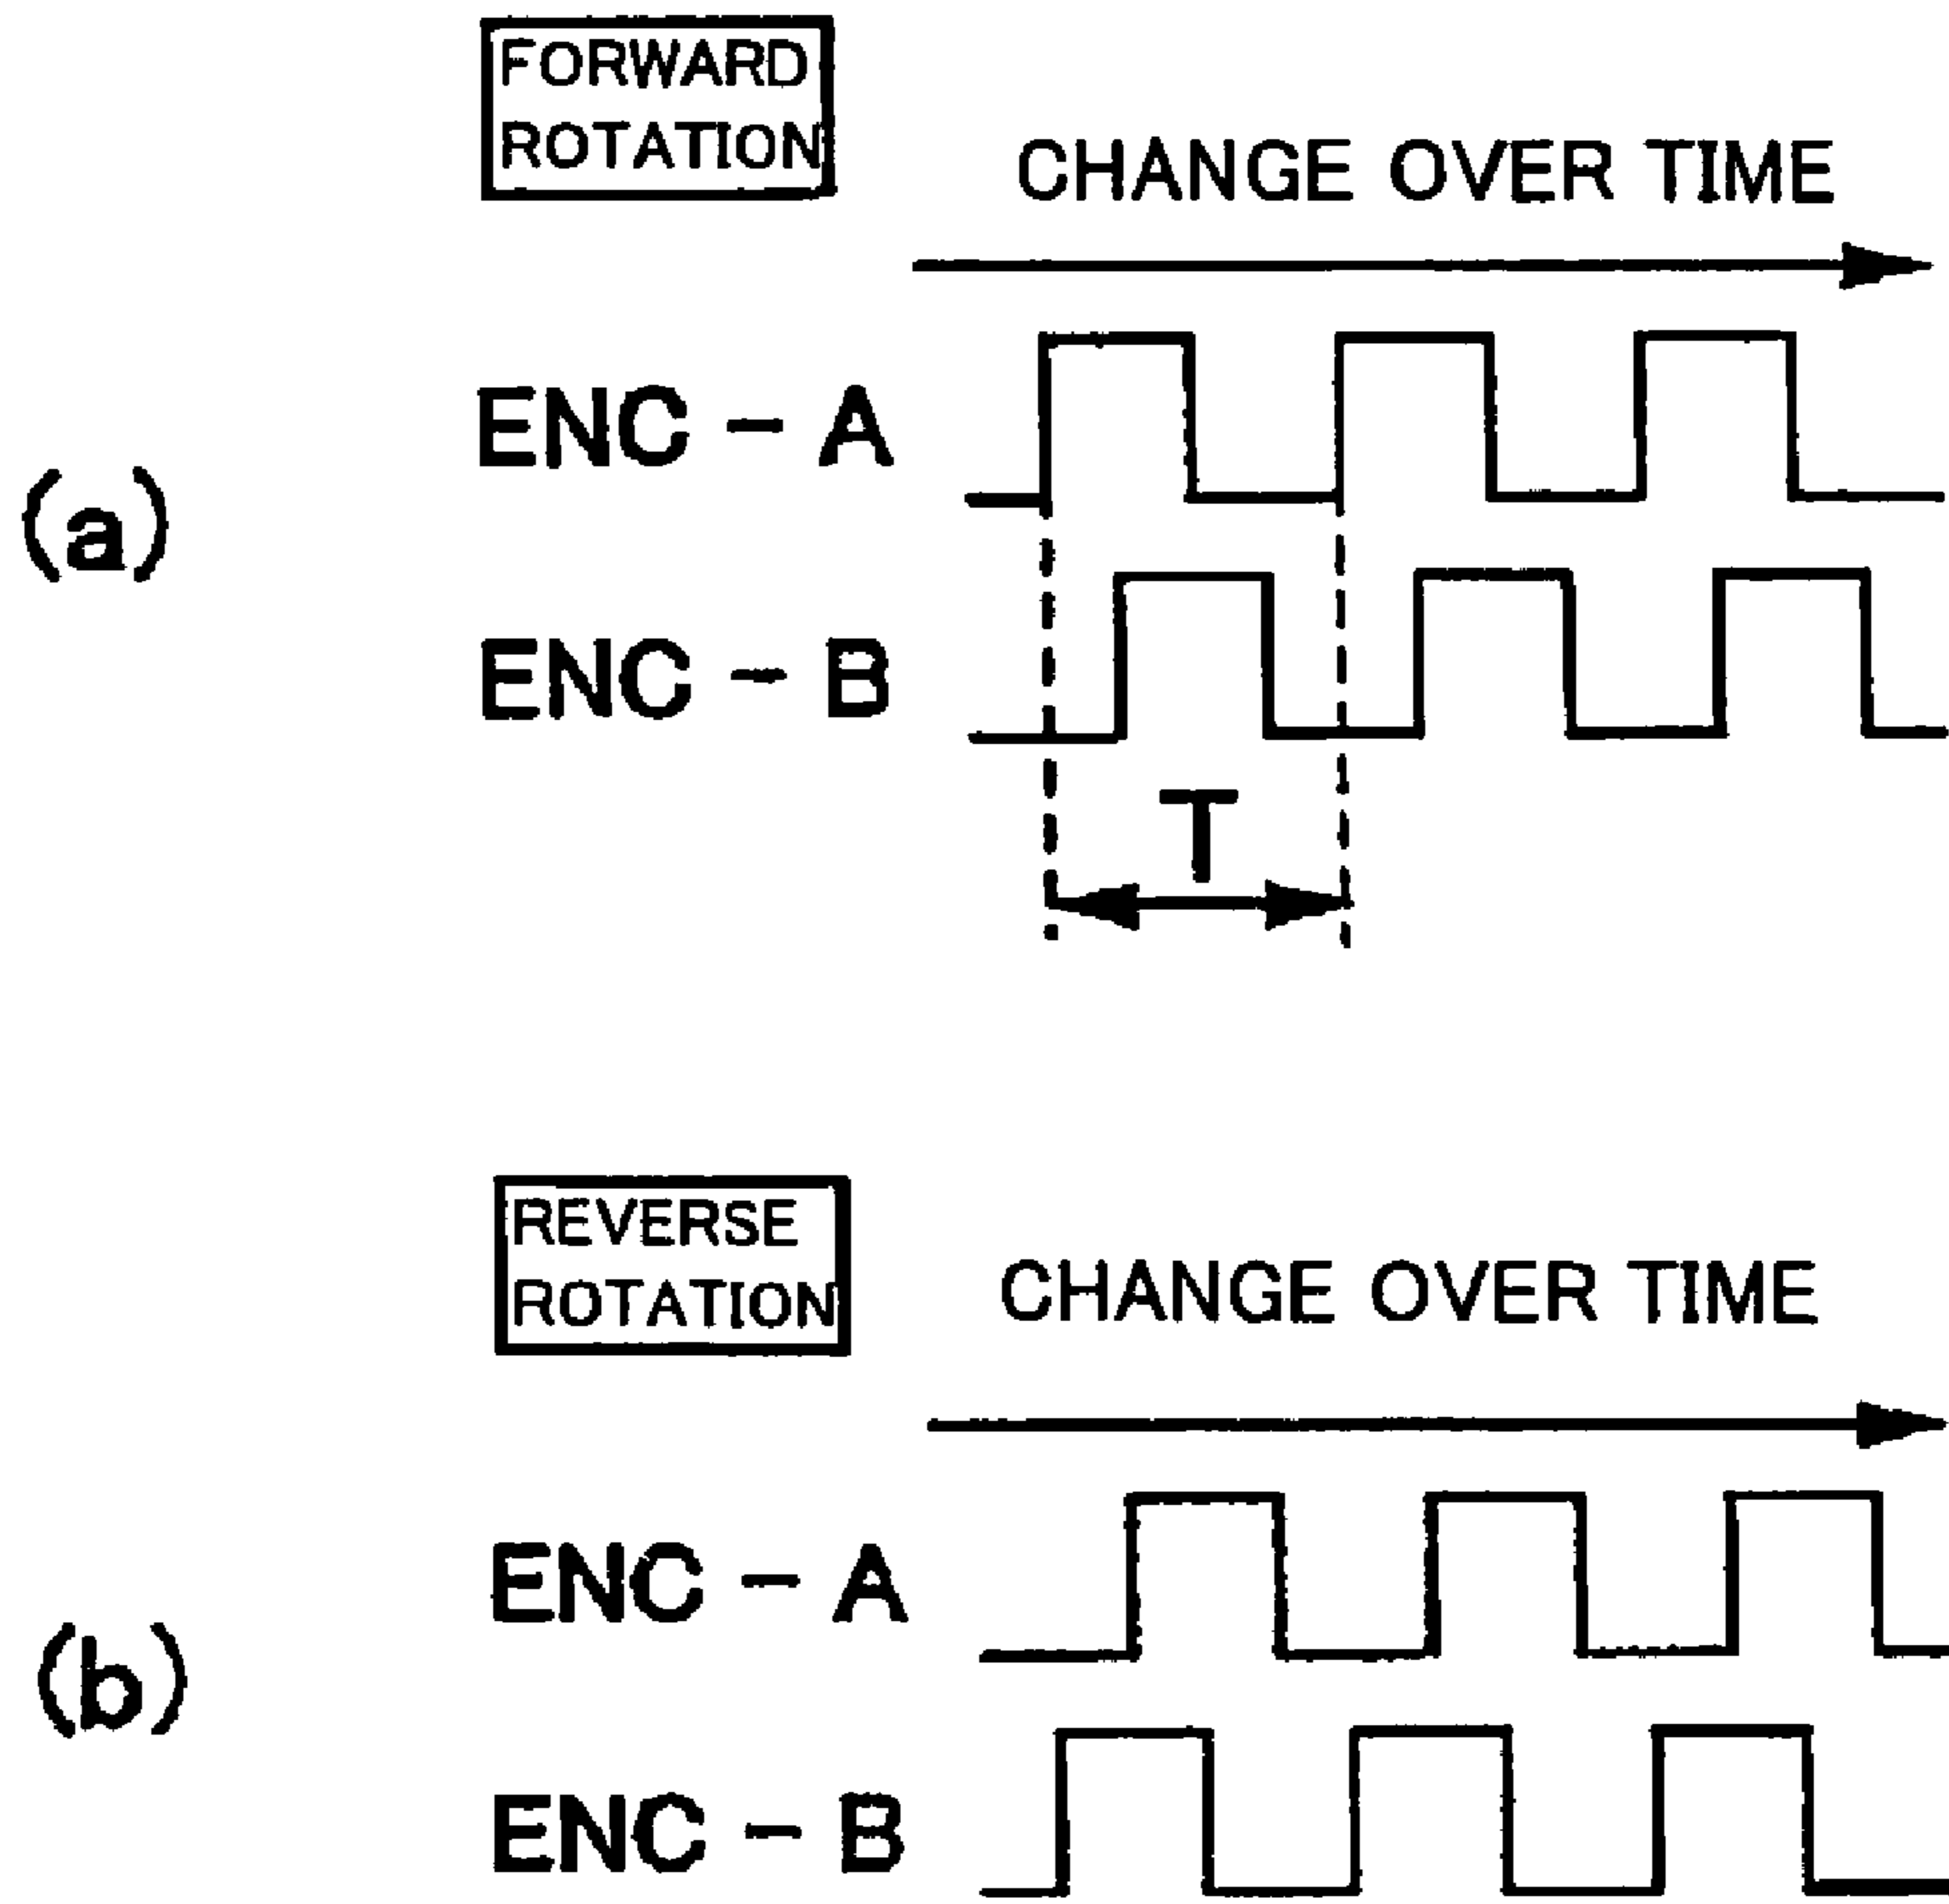 FORWARD
ROTATION
CHANGE OVER TIME
ENC - A
(a)
ENC - B
T
REVERSE
ROTATION
CHANGE OVER TIME
ENC - A
(b)
ENC - B